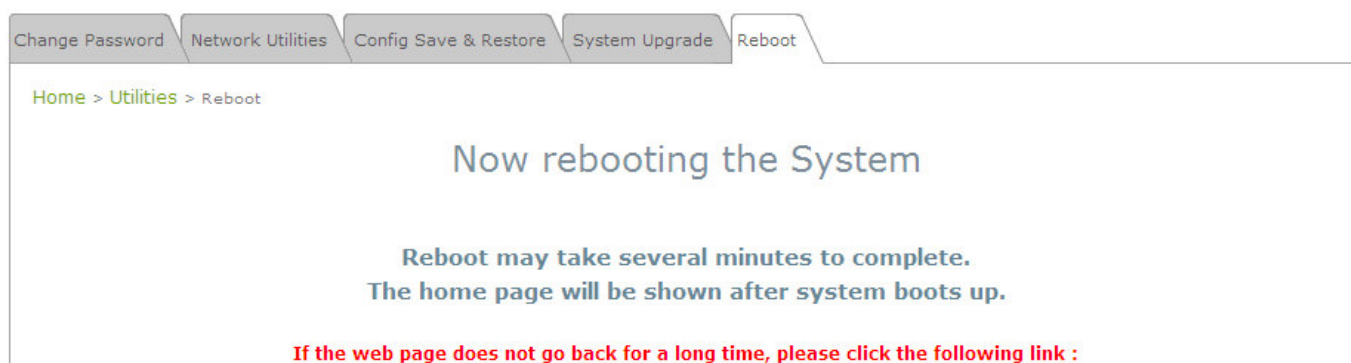 Change Password Network Utilities Config Save & Restore System Upgrade Reboot
Home > Utilities > Reboot
Now rebooting the System
Reboot may take several minutes to complete.
The home page will be shown after system boots up.
If the web page does not go back for a long time, please click the following link :